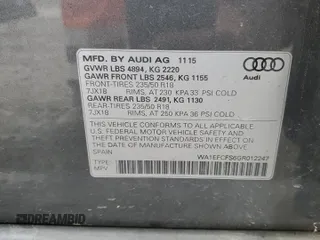 MFD. BY AUDI AG 11 15
GVWR LBS 4894, KG 2220
GAWR FRONT LBS 2546, KG 1155
FRONT-TIRES 235/50 R18
7JX18 RIMS, AT 230 KPA 33 PSI COLD
GAWR REAR LBS 2491, KG 1130
REAR-TIRES 235/50 R18
7JX18 RIMS, AT 250 KPA 36 PSI COLD
Audi
THIS VEHICLE CONFORMS TO ALL APPLICABLE
U.S. FEDERAL MOTOR VEHICLE SAFETY AND
THEFT PREVENTION STANDARDS IN EFFECT ON
THE DATE OF MANUFACTURE SHOWN ABOVE.
WA1EFCFS6GR012247
TYPE:
MPV
EPICBID